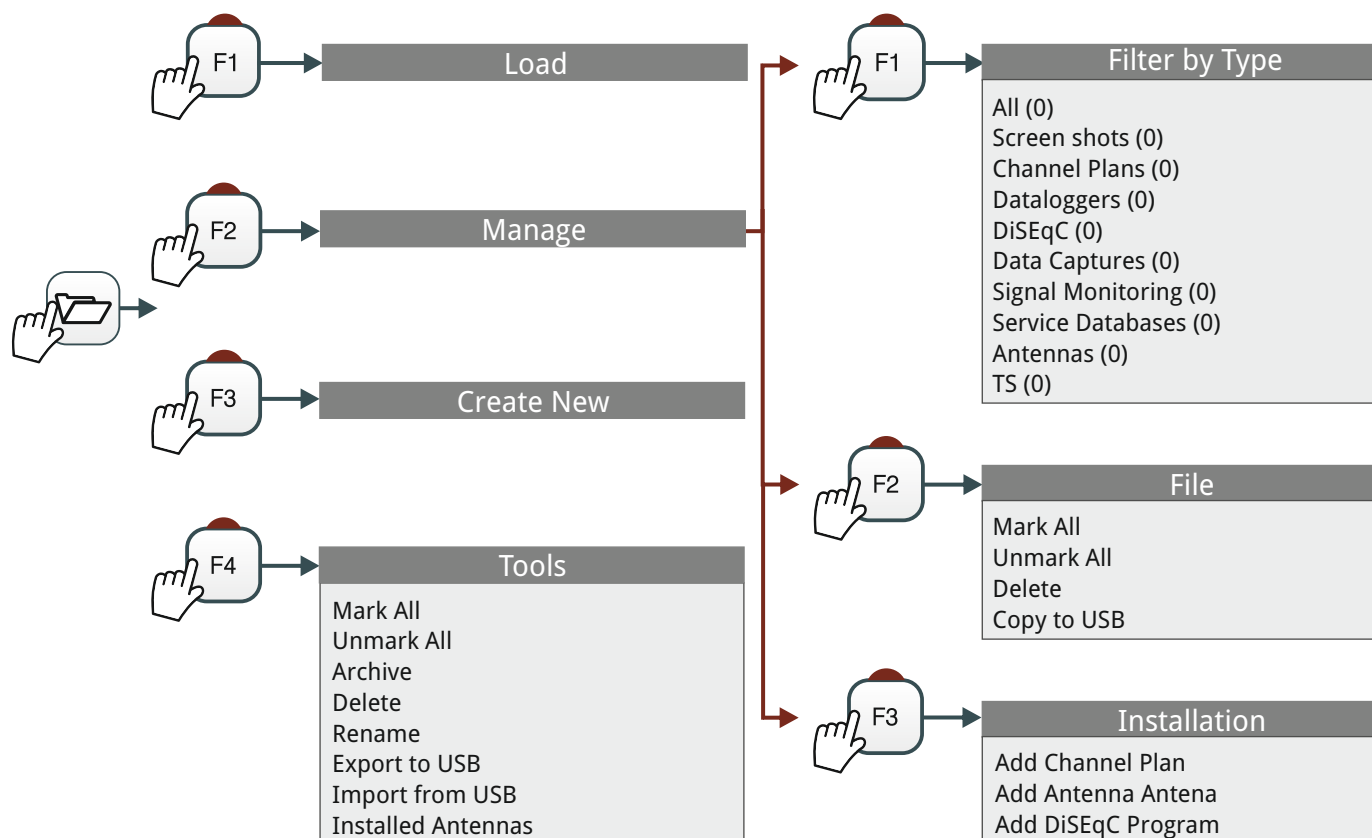 F1
Load
F2
Manage
F3
Create New
F4
Tools
Mark All
Unmark All
Archive
Delete
Rename
Export to USB
Import from USB
Installed Antennas
F1
Filter by Type
All (0)
Screen shots (0)
Channel Plans (0)
Dataloggers (0)
DiSEqC (0)
Data Captures (0)
Signal Monitoring (0)
Service Databases (0)
Antennas (0)
TS (0)
F2
File
Mark All
Unmark All
Delete
Copy to USB
F3
Installation
Add Channel Plan
Add Antenna Antena
Add DiSEqC Program